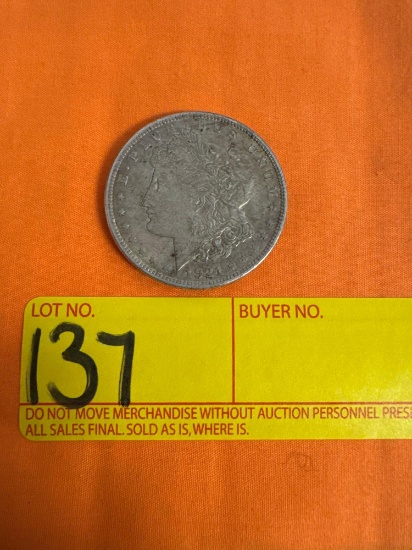 1921
LOT NO.
BUYER NO.
137
DO NOT MOVE MERCHANDISE WITHOUT AUCTION PERSONNEL PRES
ALL SALES FINAL. SOLD AS IS, WHERE IS.